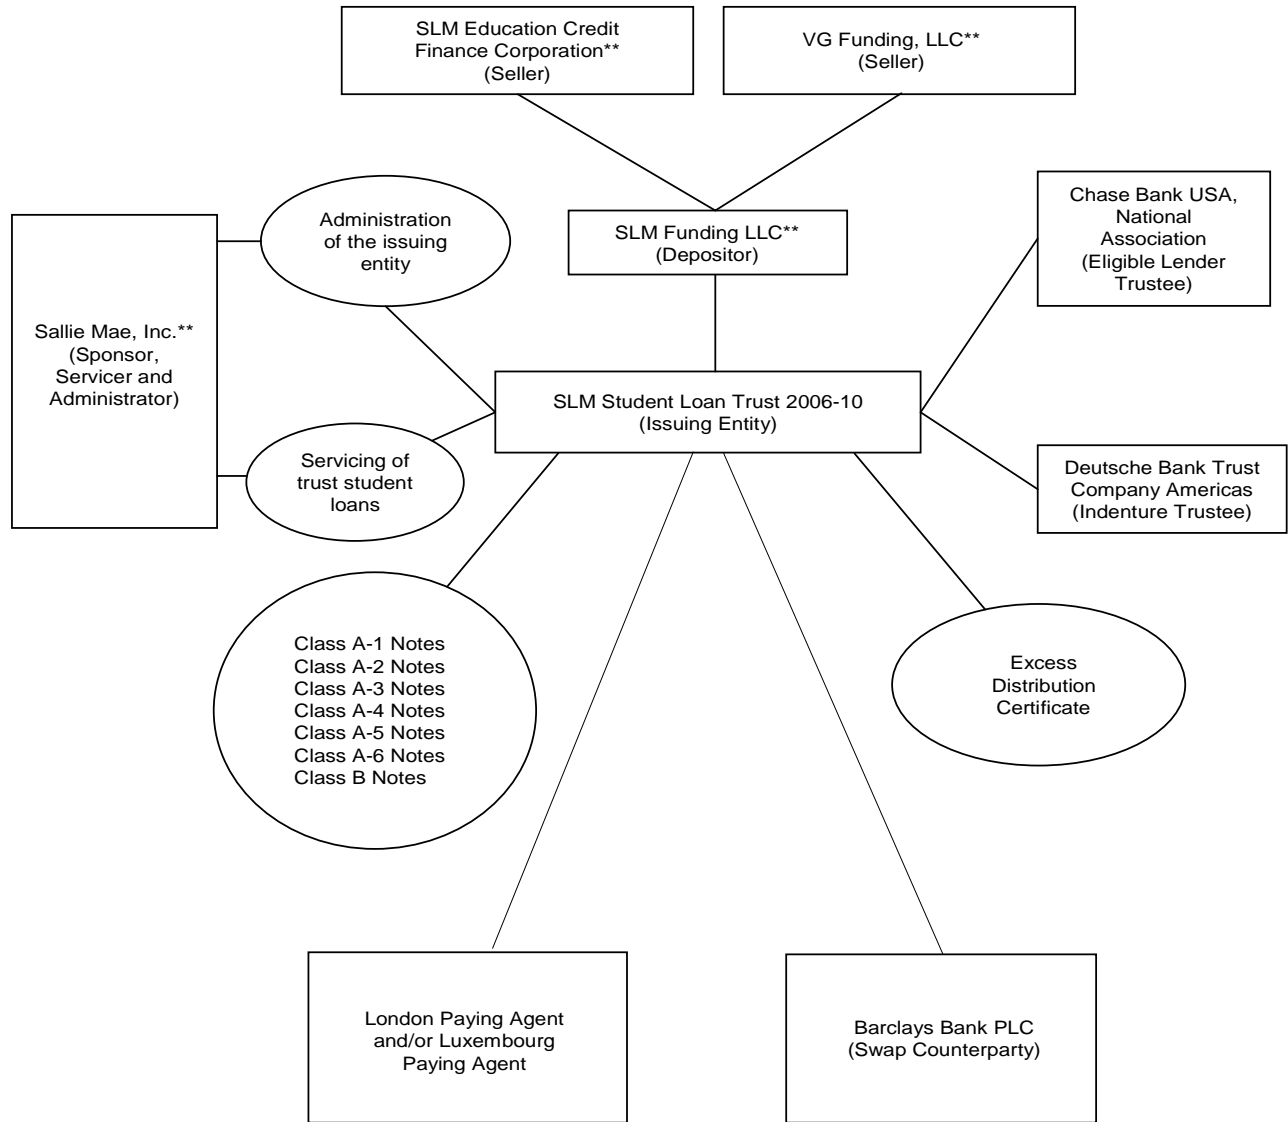 SLM Education Credit
Finance Corporation**
(Seller)
VG Funding, LLC**
(Seller)
Chase Bank USA,
National
Association
(Eligible Lender
Trustee)
Administration
of the issuing
entity
SLM Funding LLC**
(Depositor)
Sallie Mae, Inc.**
(Sponsor,
Servicer and
Administrator)
SLM Student Loan Trust 2006-10
(Issuing Entity)
Servicing of
trust student
loans
Deutsche Bank Trust
Company Americas
(Indenture Trustee)
Class A-1 Notes
Class A-2 Notes
Class A-3 Notes
Class A-4 Notes
Class A-5 Notes
Class A-6 Notes
Class B Notes
Excess
Distribution
Certificate
London Paying Agent
and/or Luxembourg
Paying Agent
Barclays Bank PLC
(Swap Counterparty)